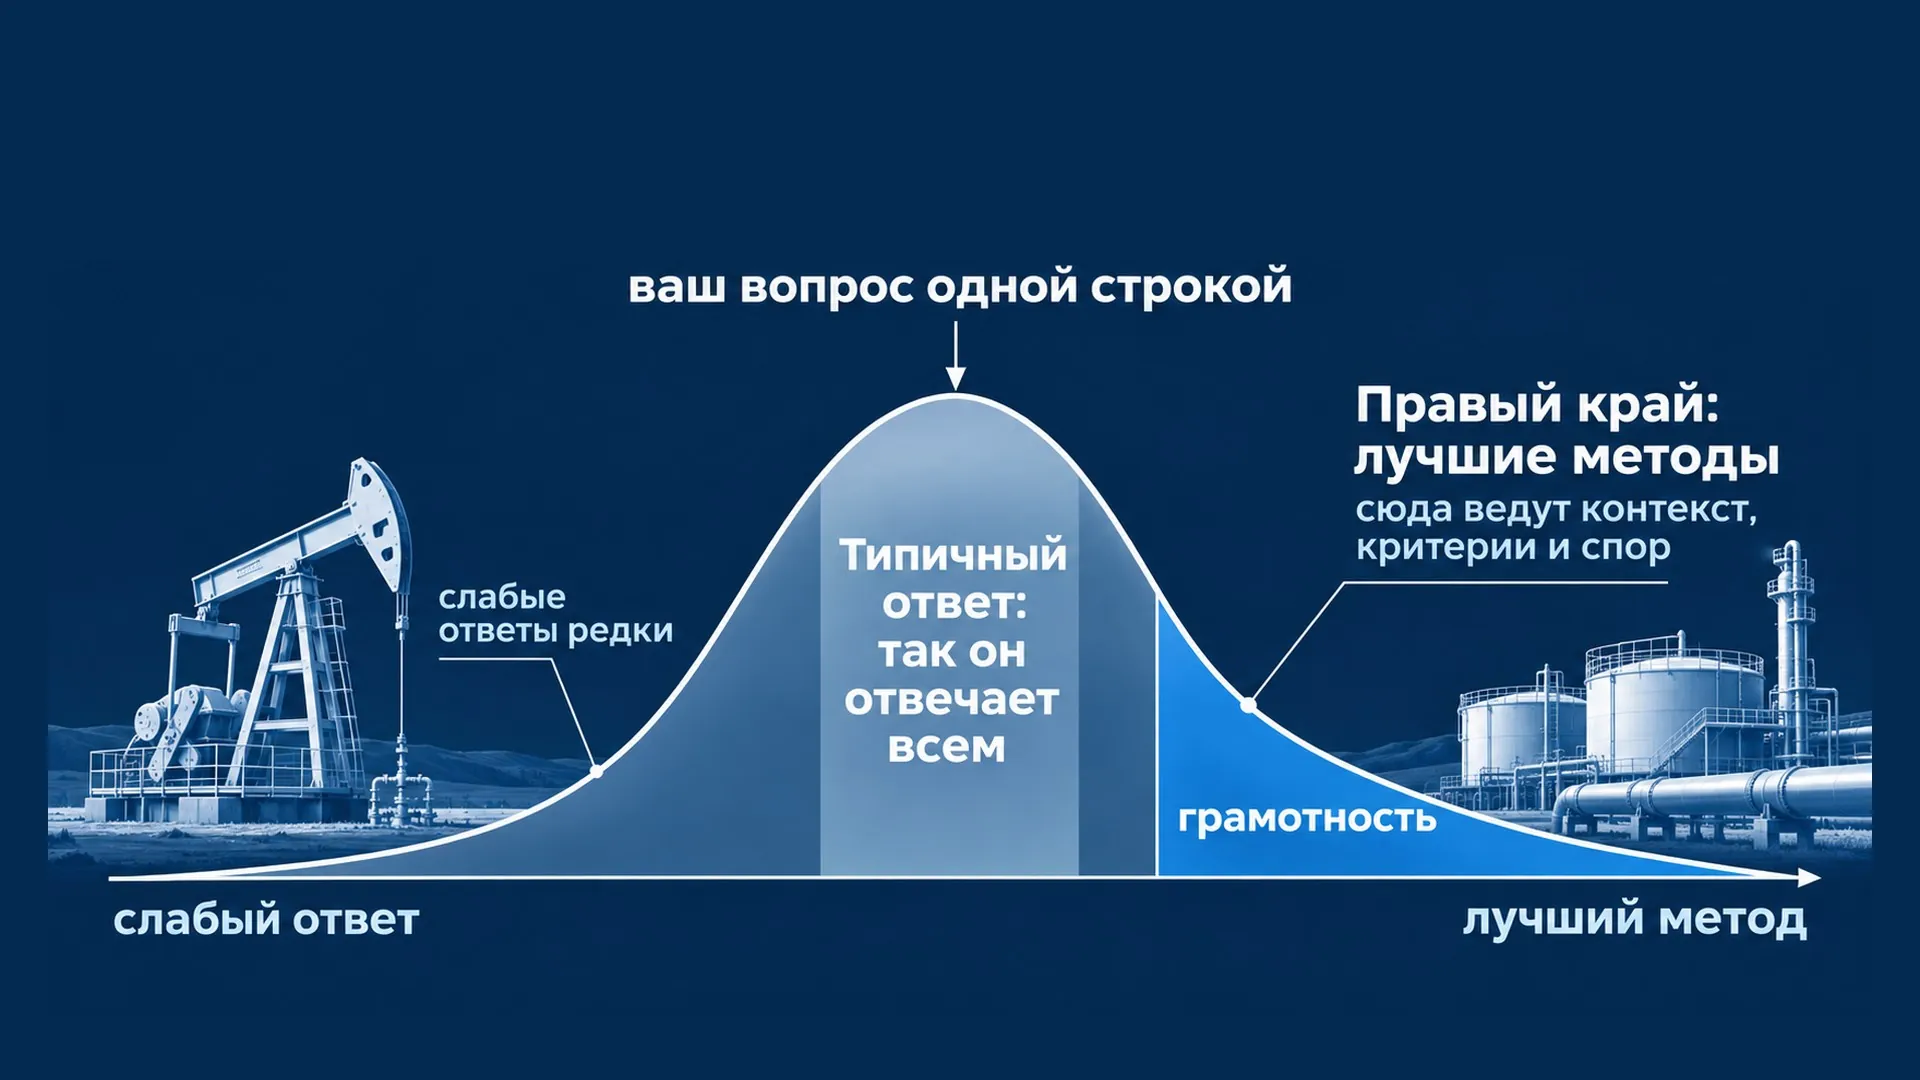 ваш вопрос одной строкой
Правый край:
лучшие методы
сюда ведут контекст,
критерии и спор
слабые
ответы редки
Типичный
ответ:
так он
отвечает
всем
грамотность
слабый ответ
лучший метод